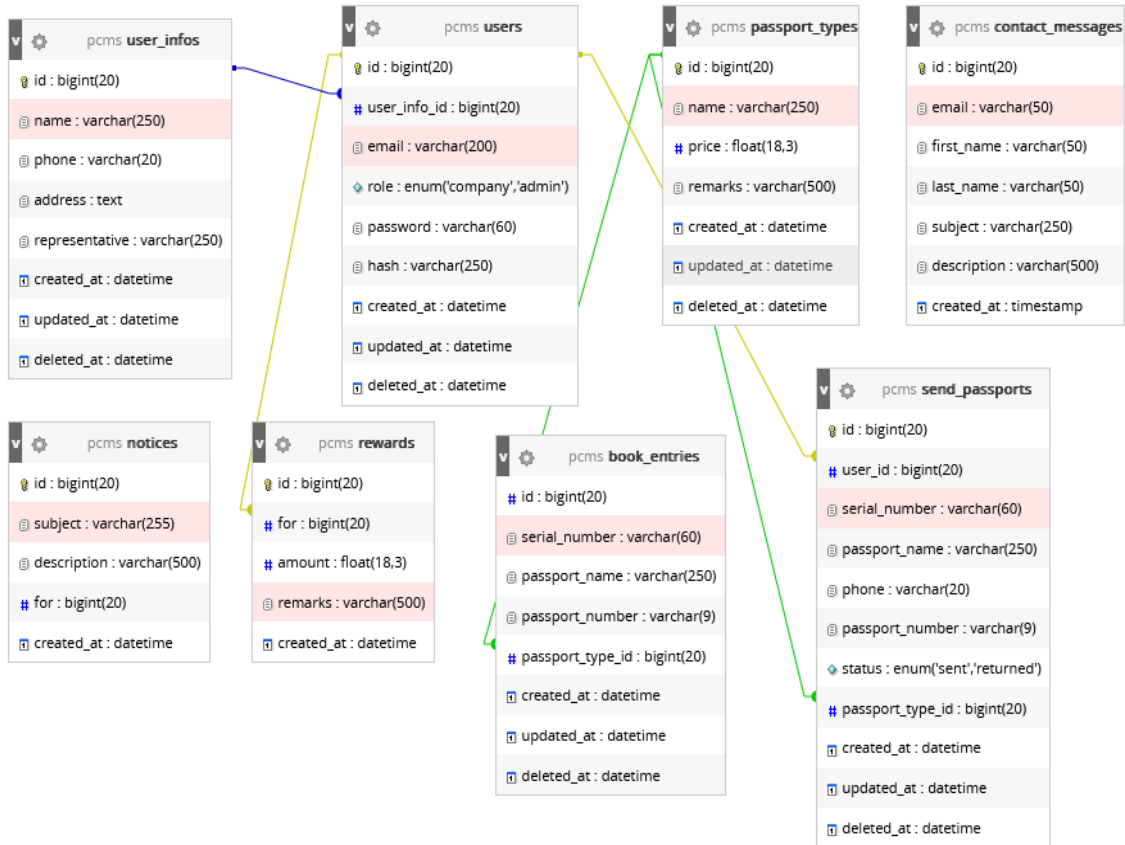 v pcms user_infos
id : bigint(20)
name : varchar(250)
phone : varchar(20)
address : text
representative : varchar(250)
created_at : datetime
updated_at : datetime
deleted_at : datetime
v pcms users
id : bigint(20)
# user_info_id : bigint(20)
email : varchar(200)
role : enum('company','admin')
password : varchar(60)
hash : varchar(250)
created_at : datetime
updated_at : datetime
deleted_at : datetime
v pcms passport_types
id : bigint(20)
name : varchar(250)
# price : float(18,3)
remarks : varchar(500)
created_at : datetime
updated_at : datetime
deleted_at : datetime
v pcms contact_messages
id : bigint(20)
email : varchar(50)
first_name : varchar(50)
last_name : varchar(50)
subject : varchar(250)
description : varchar(500)
created_at : timestamp
v pcms notices
id : bigint(20)
subject : varchar(255)
description : varchar(500)
# for : bigint(20)
created_at : datetime
v pcms rewards
id : bigint(20)
# for : bigint(20)
# amount : float(18,3)
remarks : varchar(500)
created_at : datetime
v pcms book_entries
# id : bigint(20)
serial_number : varchar(60)
passport_name : varchar(250)
passport_number : varchar(9)
# passport_type_id : bigint(20)
created_at : datetime
updated_at : datetime
deleted_at : datetime
v pcms send_passports
id : bigint(20)
# user_id : bigint(20)
serial_number : varchar(60)
passport_name : varchar(250)
phone : varchar(20)
passport_number : varchar(9)
status : enum('sent','returned')
# passport_type_id : bigint(20)
created_at : datetime
updated_at : datetime
deleted_at : datetime